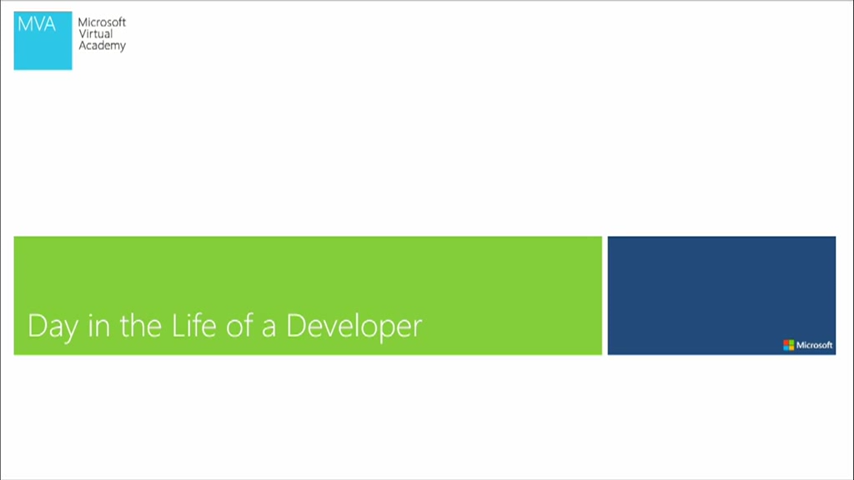 MVA
Microsoft
Virtual
Academy
Day in the Life of a Developer
Microsoft